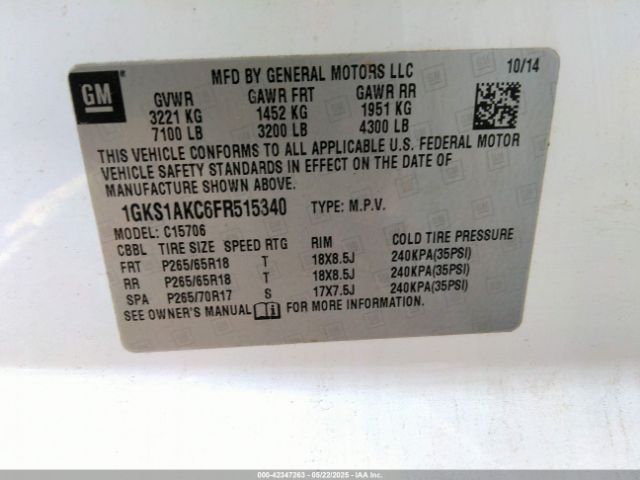 GM
MFD BY GENERAL MOTORS LLC 10/14
GVWR GAWR FRT GAWR RR
3221 KG 1452 KG 1951 KG
7100 LB 3200 LB 4300 LB
THIS VEHICLE CONFORMS TO ALL APPLICABLE U.S. FEDERAL MOTOR
VEHICLE SAFETY STANDARDS IN EFFECT ON THE DATE OF
MANUFACTURE SHOWN ABOVE.
1GKS1AKC6FR515340 TYPE: M.P.V.
MODEL: C15706
CBBL TIRE SIZE SPEED RTG RIM COLD TIRE PRESSURE
FRT P265/65R18 T 18X8.5J 240KPA(35PSI)
RR P265/65R18 T 18X8.5J 240KPA(35PSI)
SPA P265/70R17 S 17X7.5J 240KPA(35PSI)
SEE OWNER'S MANUAL FOR MORE INFORMATION.
000-42347263 - 05/22/2025 - COPART.COM